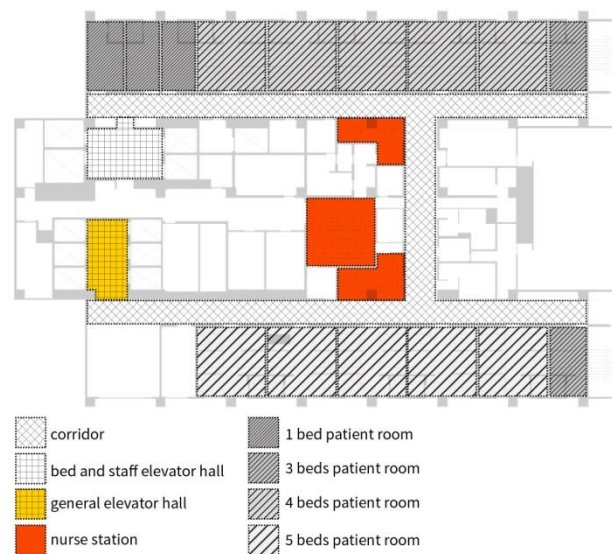 corridor
bed and staff elevator hall
general elevator hall
nurse station
1 bed patient room
3 beds patient room
4 beds patient room
5 beds patient room